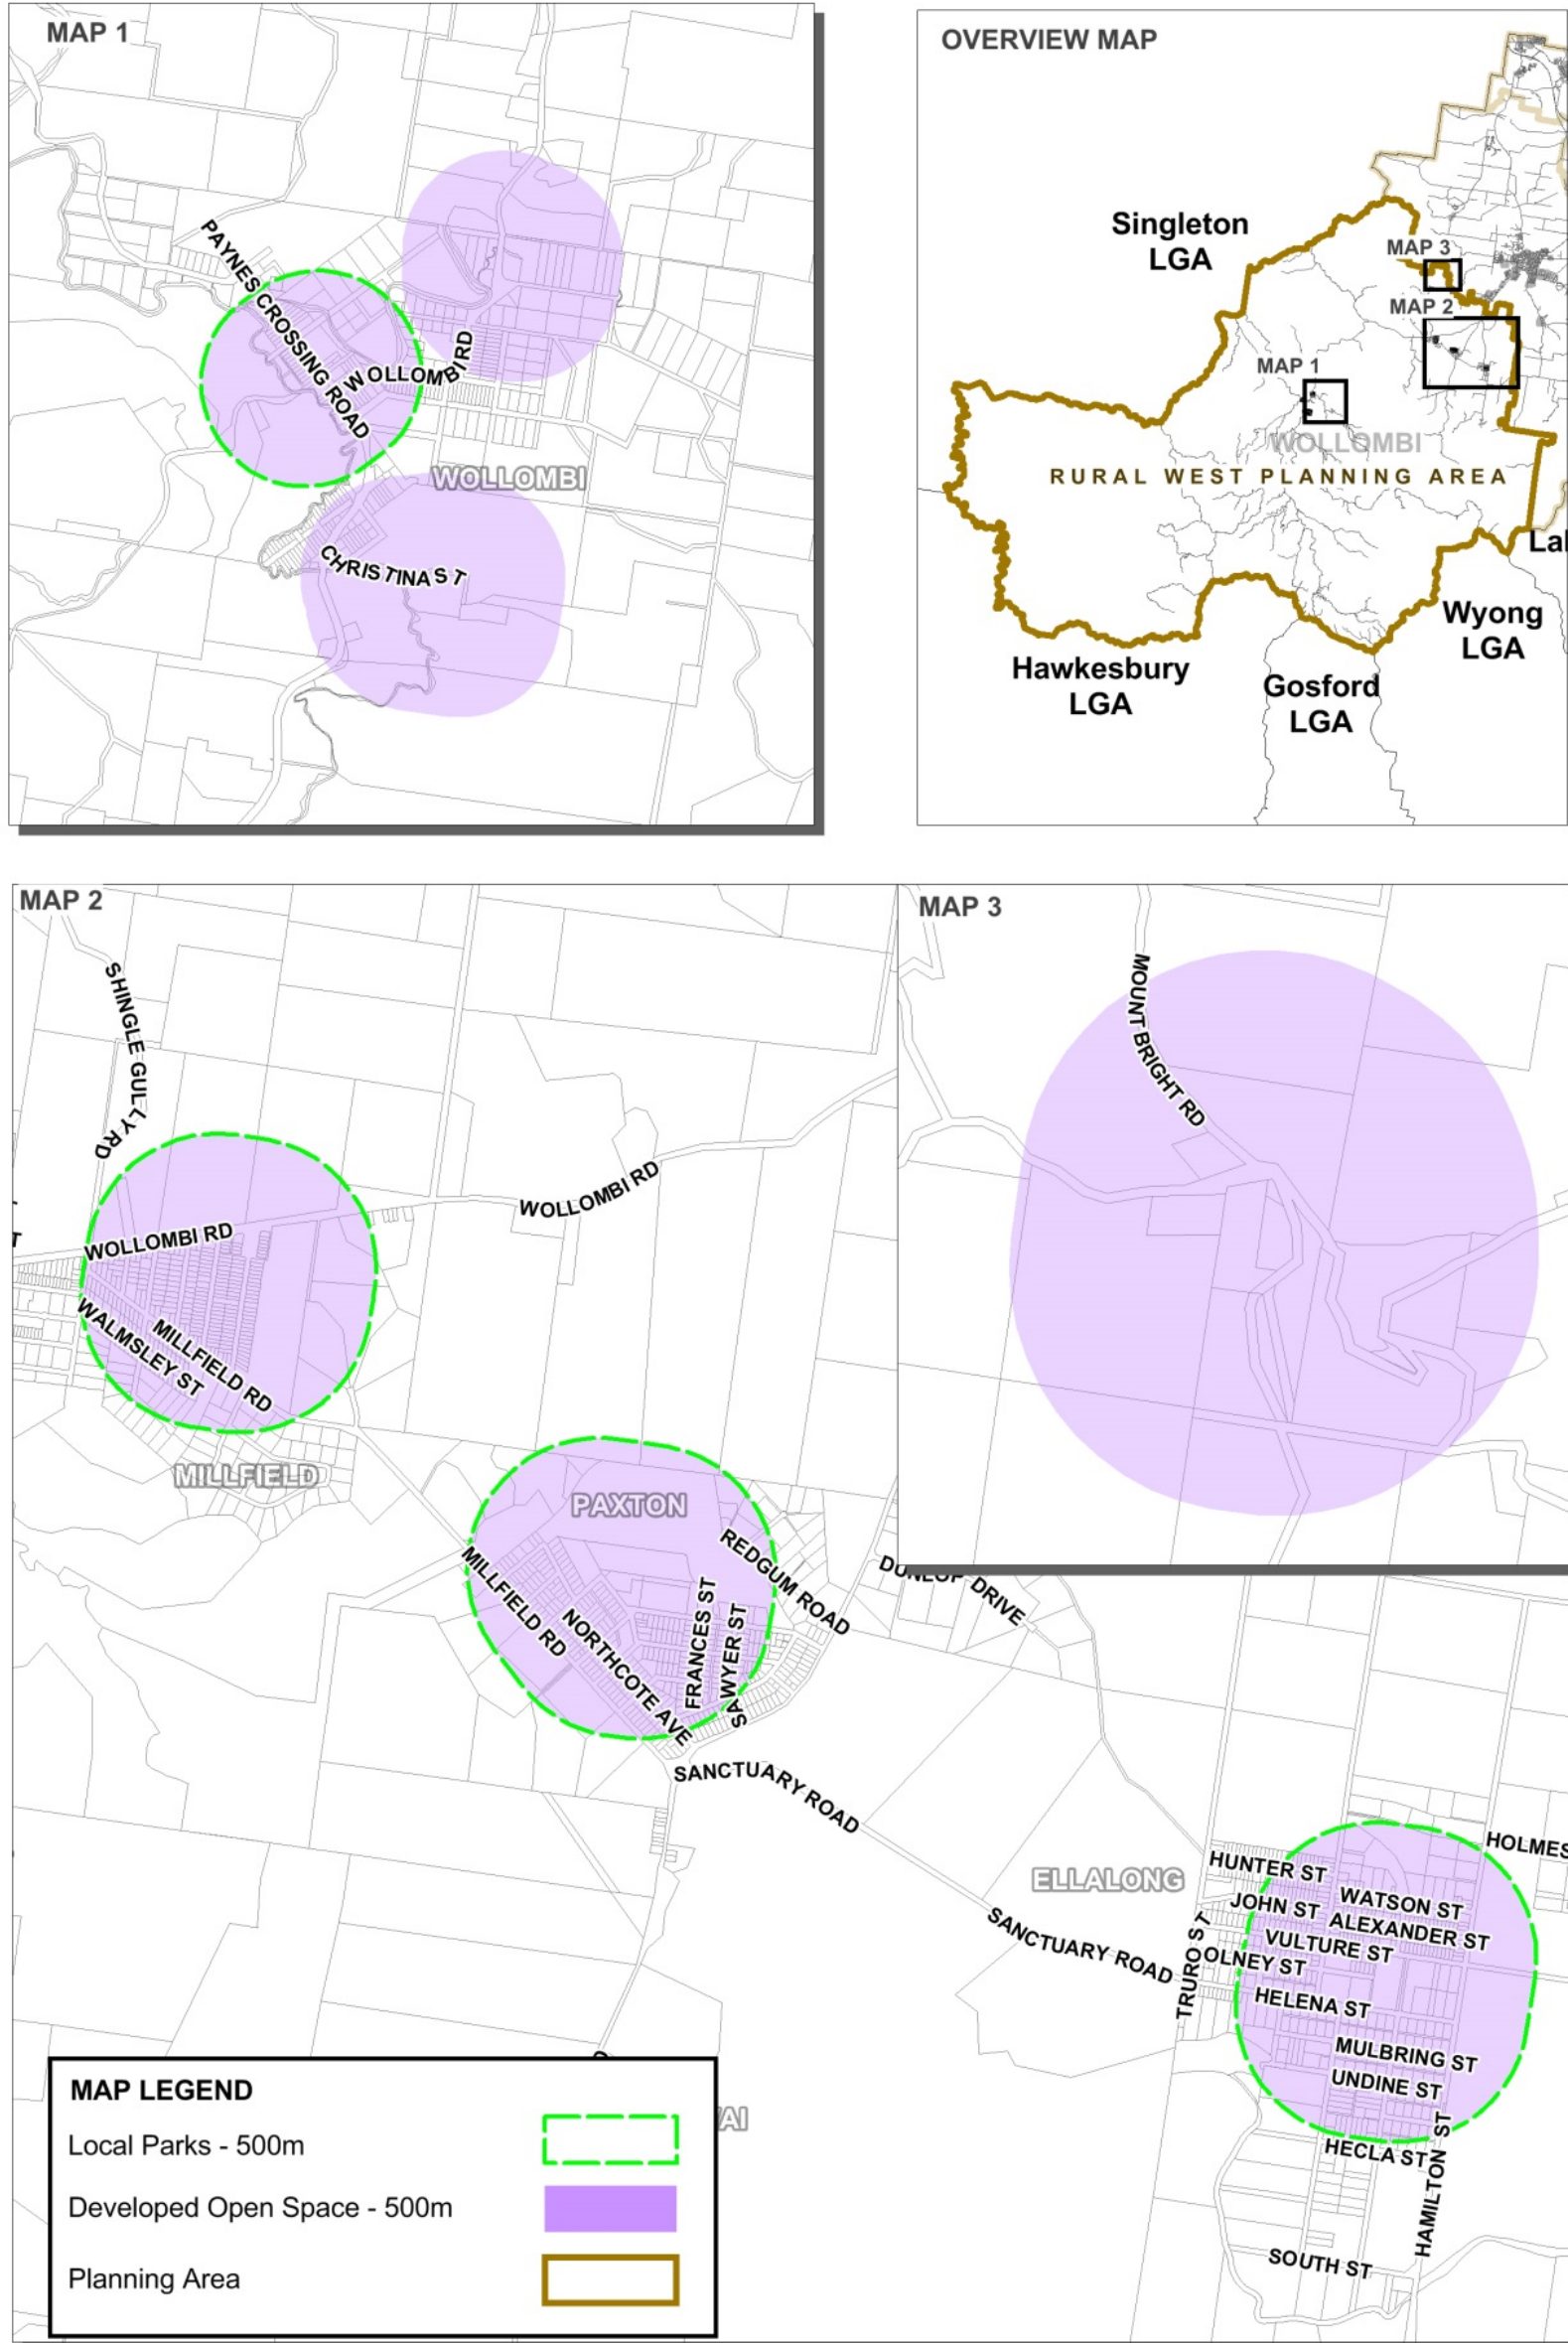 MAP 1
PAYNES CROSSING ROAD
WOLLOMBI RD
WOLLOMBI
CHRISTINA ST
OVERVIEW MAP
Singleton
LGA
MAP 3
MAP 2
MAP 1
WOLLOMBI
RURAL WEST PLANNING AREA
Wyong
LGA
Hawkesbury
LGA
Gosford
LGA
MAP 2
SHINGLE GULLY RD
WOLLOMBI RD
WOLLOMBI RD
WALMSLEY ST
MILLFIELD RD
MILLFIELD
PAXTON
REDGUM ROAD
MILLFIELD RD
NORTHCOTE AVE
FRANCES ST
SAWYER ST
SANCTUARY ROAD
MAP 3
MOUNT BRIGHT RD
DUNLOP DRIVE
ELLALONG
SANCTUARY ROAD
TRURO ST
HUNTER ST
HOLMES
JOHN ST
WATSON ST
ALEXANDER ST
VULTURE ST
OLNEY ST
HELENA ST
MULBRING ST
UNDINE ST
HECLA ST
HAMILTON ST
SOUTH ST
MAP LEGEND
Local Parks - 500m
Developed Open Space - 500m
Planning Area